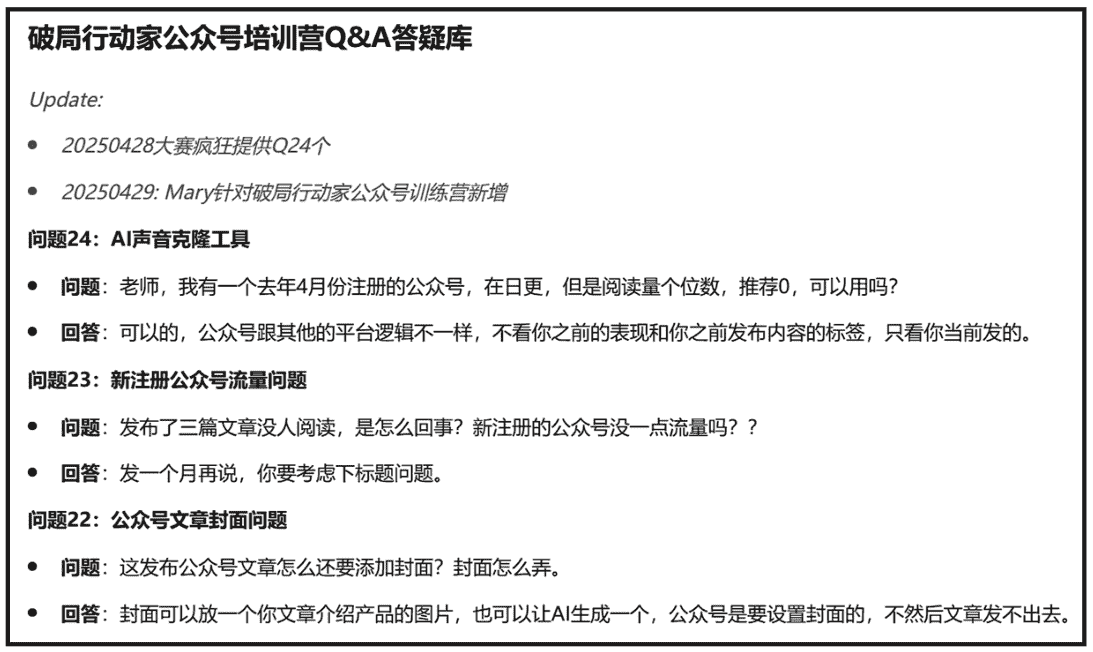 破局行动家公众号培训营Q&A答疑库
Update:
20250428大赛疯狂提供Q24个
20250429: Mary针对破局行动家公众号训练营新增
问题24：AI声音克隆工具
问题：老师，我有一个去年4月份注册的公众号，在日更，但是阅读量个位数，推荐0，可以用吗？
回答：可以的，公众号跟其他的平台逻辑不一样，不看你之前的表现和你之前发布内容的标签，只看你当前发的。
问题23：新注册公众号流量问题
问题：发布了三篇文章没人阅读，是怎么回事？新注册的公众号没一点流量吗？？
回答：发一个月再说，你要考虑下标题问题。
问题22：公众号文章封面问题
问题：这发布公众号文章怎么还要添加封面？封面怎么弄。
回答：封面可以放一个你文章介绍产品的图片，也可以让AI生成一个，公众号是要设置封面的，不然后文章发不出去。